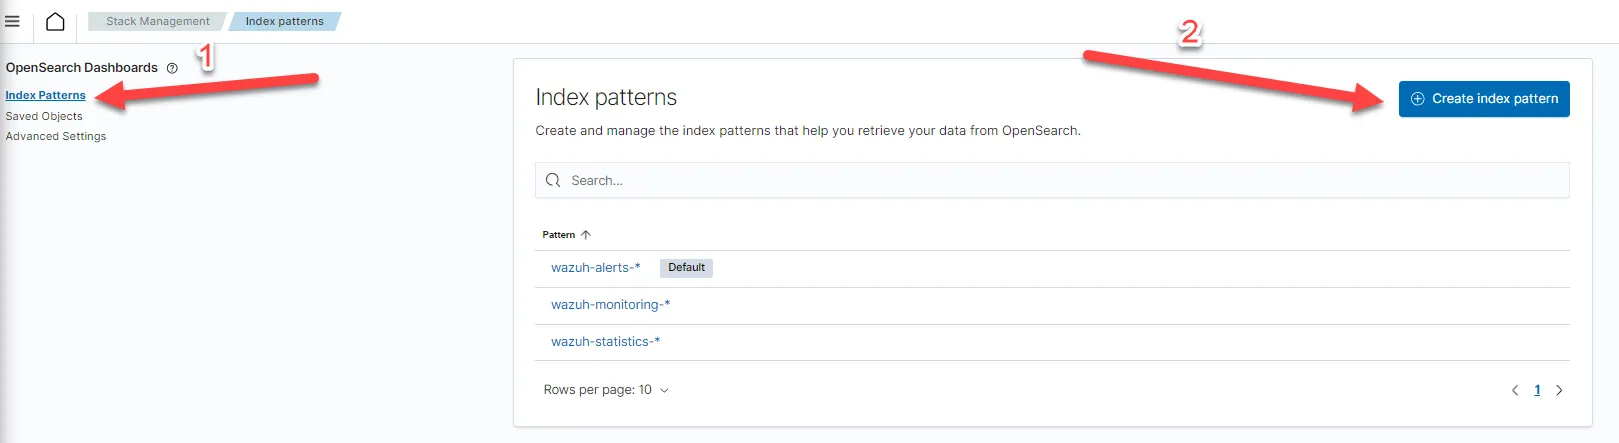 Stack Management
Index patterns
1
2
OpenSearch Dashboards
Index Patterns
Saved Objects
Advanced Settings
Index patterns
Create index pattern
Create and manage the index patterns that help you retrieve your data from OpenSearch.
Search...
Pattern
wazuh-alerts-* Default
wazuh-monitoring-*
wazuh-statistics-*
Rows per page: 10
1